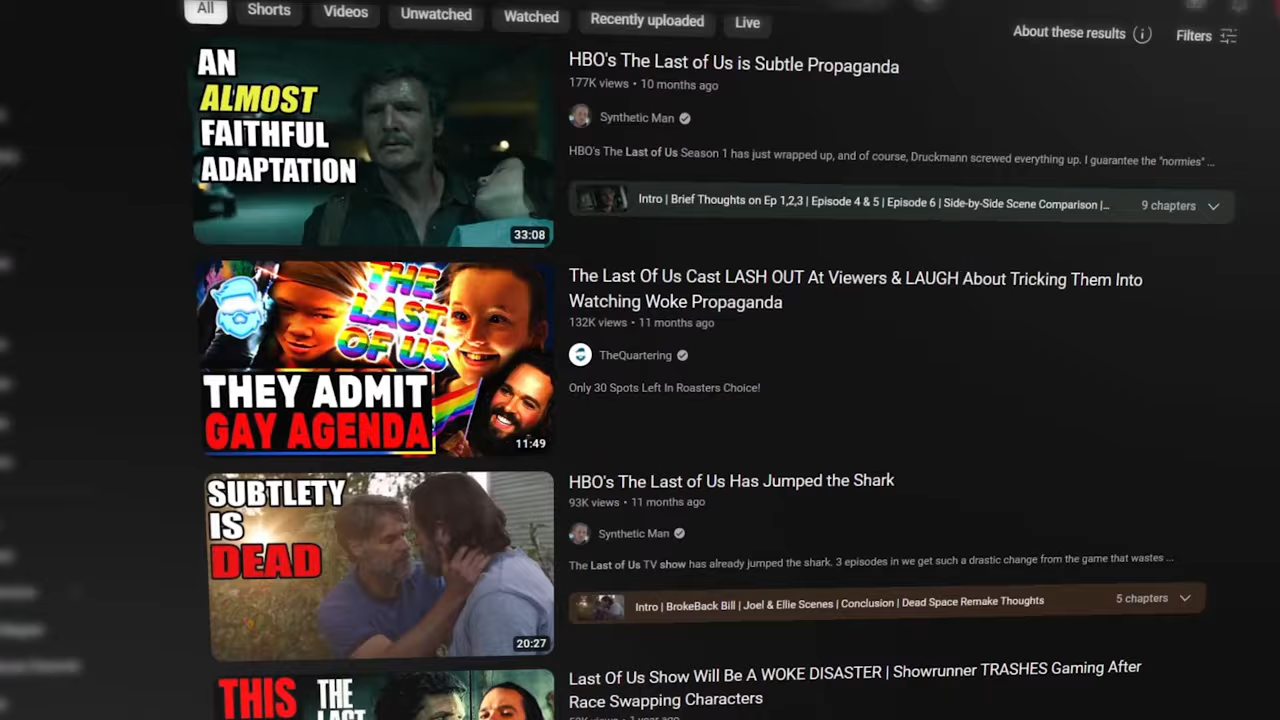 All
Shorts
Videos
Unwatched
Watched
Recently uploaded
Live
About these results
Filters
AN
ALMOST
FAITHFUL
ADAPTATION
33:08
HBO's The Last of Us is Subtle Propaganda
177K views • 10 months ago
Synthetic Man
HBO's The Last of Us Season 1 has just wrapped up, and of course, Druckmann screwed everything up. I guarantee the "normies" ...
Intro | Brief Thoughts on Ep 1,2,3 | Episode 4 & 5 | Episode 6 | Side-by-Side Scene Comparison |...
9 chapters
THE
LAST
OF US
THEY ADMIT
GAY AGENDA
11:49
The Last Of Us Cast LASH OUT At Viewers & LAUGH About Tricking Them Into
Watching Woke Propaganda
132K views • 11 months ago
TheQuartering
Only 30 Spots Left In Roasters Choice!
SUBTLETY
IS
DEAD
20:27
HBO's The Last of Us Has Jumped the Shark
93K views • 11 months ago
Synthetic Man
The Last of Us TV show has already jumped the shark. 3 episodes in we get such a drastic change from the game that wastes ...
Intro | BrokeBack Bill | Joel & Ellie Scenes | Conclusion | Dead Space Remake Thoughts
5 chapters
THIS
THE
LAST
Last Of Us Show Will Be A WOKE DISASTER | Showrunner TRASHES Gaming After
Race Swapping Characters